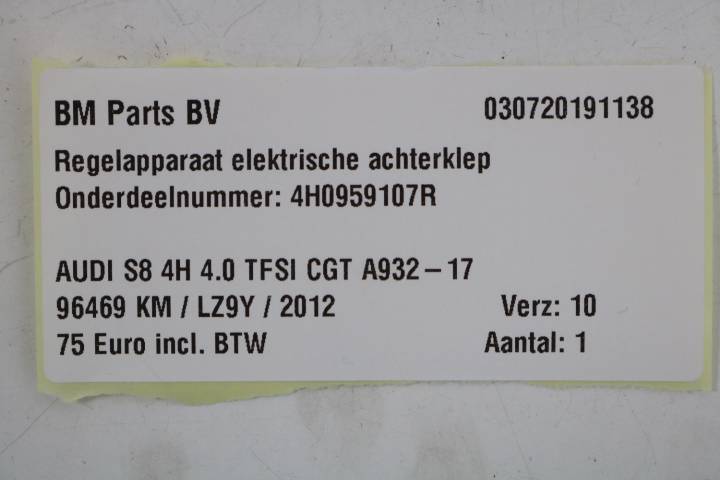 BM Parts BV 030720191138
Regelapparaat elektrische achterklep
Onderdeelnummer: 4H0959107R
AUDI S8 4H 4.0 TFSI CGT A932 – 17
96469 KM / LZ9Y / 2012 Verz: 10
75 Euro incl. BTW Aantal: 1